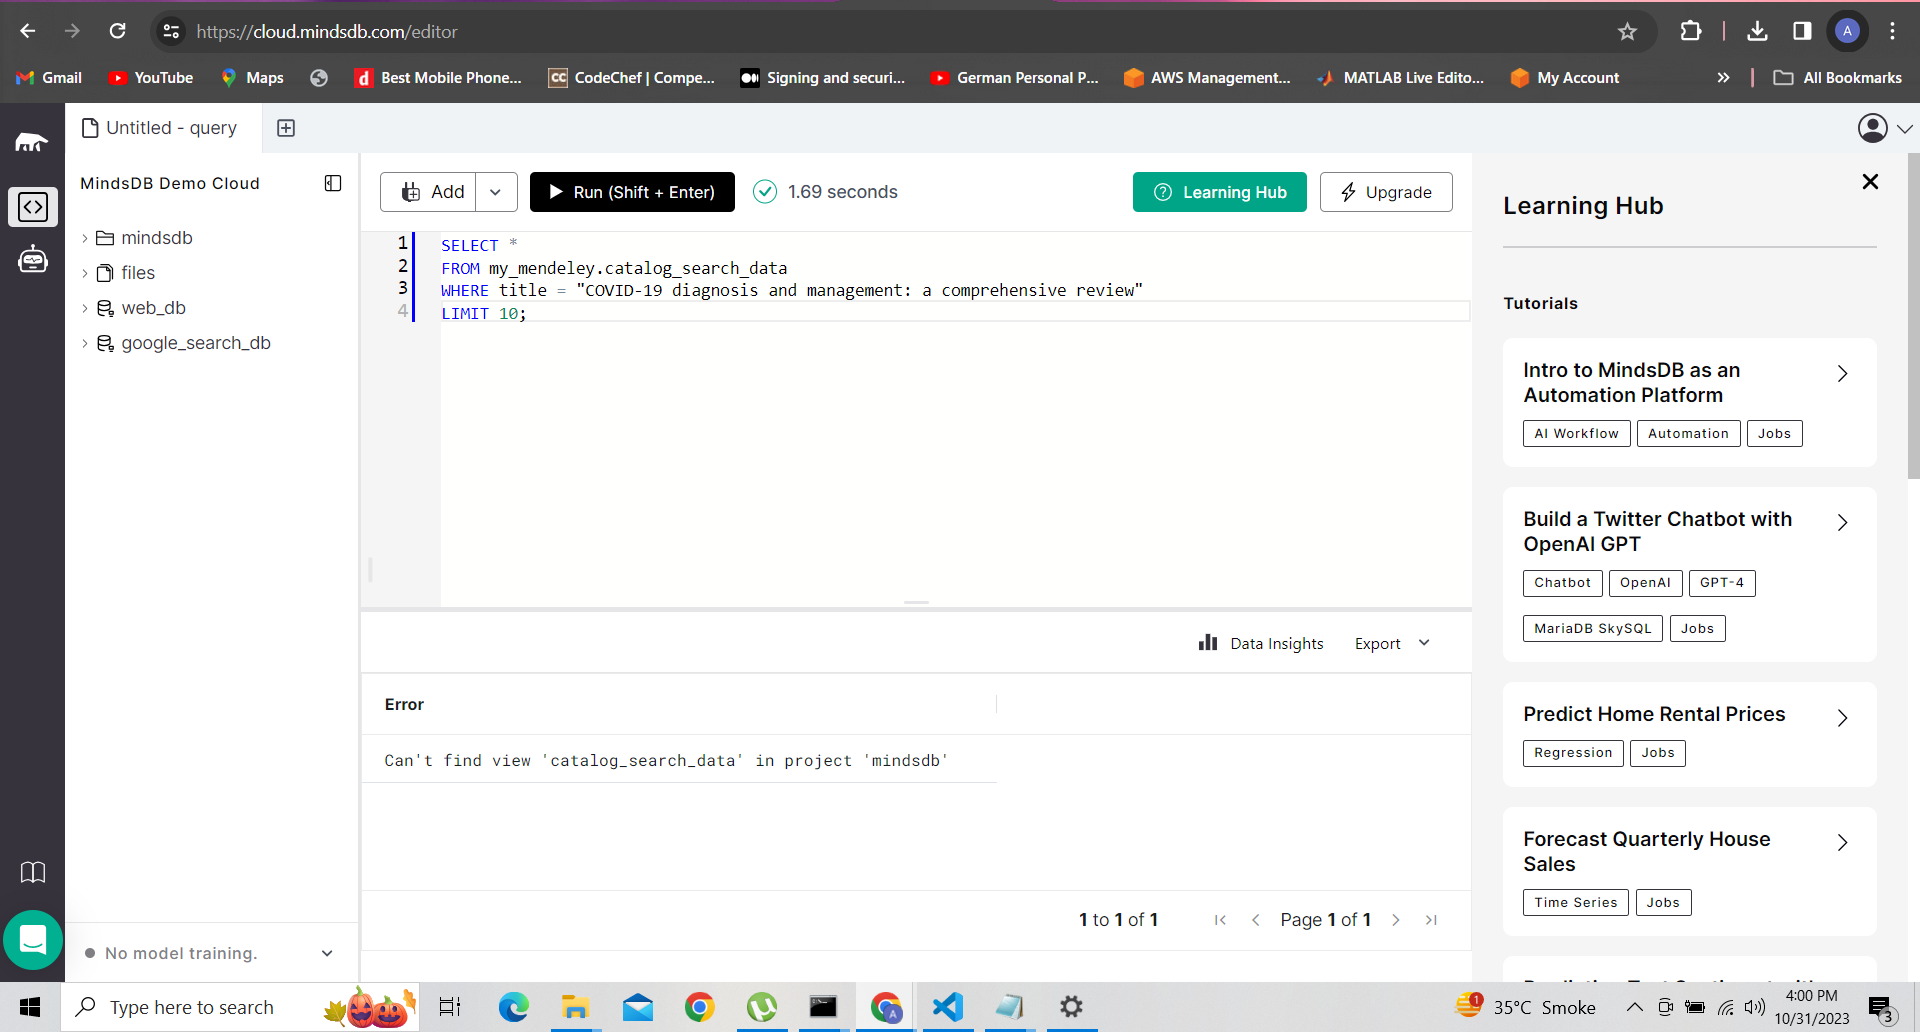 https://cloud.mindsdb.com/editor
A
Gmail
YouTube
Maps
Best Mobile Phone...
CodeChef | Compe...
Signing and securi...
German Personal P...
AWS Management...
MATLAB Live Edito...
My Account
All Bookmarks
Untitled - query
MindsDB Demo Cloud
mindsdb
files
web_db
google_search_db
Add
Run (Shift + Enter)
1.69 seconds
Learning Hub
Upgrade
1 SELECT *
2 FROM my_mendeley.catalog_search_data
3 WHERE title = "COVID-19 diagnosis and management: a comprehensive review"
4 LIMIT 10;
Data Insights
Export
Error
Can't find view 'catalog_search_data' in project 'mindsdb'
1 to 1 of 1
Page 1 of 1
No model training.
Learning Hub
Tutorials
Intro to MindsDB as an
Automation Platform
AI Workflow
Automation
Jobs
Build a Twitter Chatbot with
OpenAI GPT
Chatbot
OpenAI
GPT-4
MariaDB SkySQL
Jobs
Predict Home Rental Prices
Regression
Jobs
Forecast Quarterly House
Sales
Time Series
Jobs
Type here to search
1
35°C Smoke
4:00 PM
10/31/2023
3